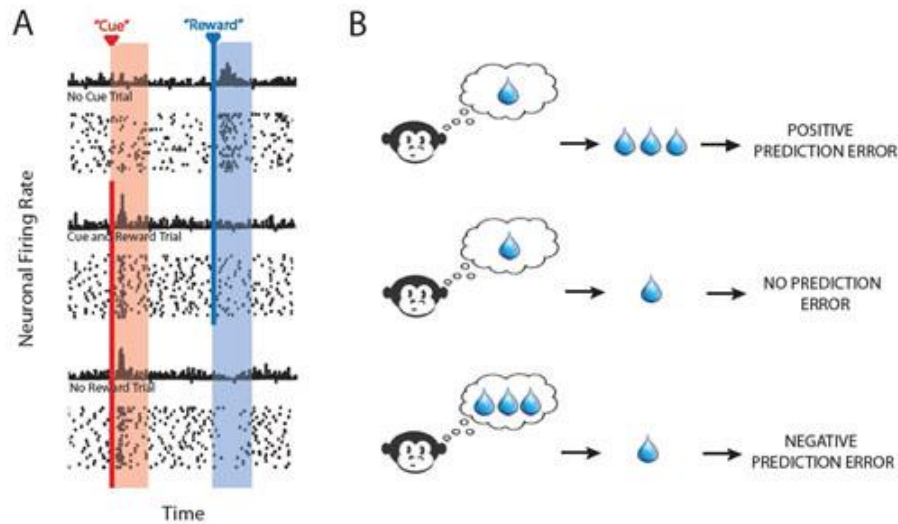 A
"Cue"
"Reward"
No Cue Trial
Cue and Reward Trial
No Reward Trial
Neuronal Firing Rate
Time
B
POSITIVE
PREDICTION ERROR
NO PREDICTION
ERROR
NEGATIVE
PREDICTION ERROR